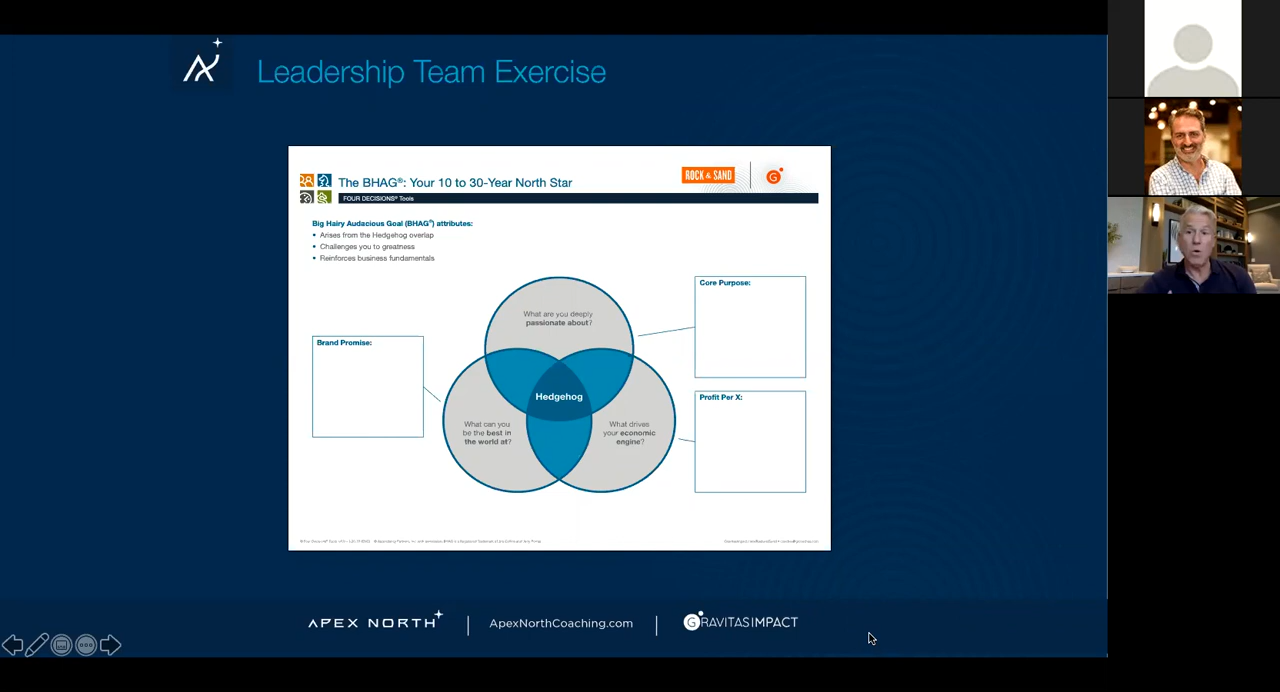 Leadership Team Exercise
The BHAG®: Your 10 to 30-Year North Star
ROCK & SAND
G
FOUR DECISIONS® Tools
Big Hairy Audacious Goal (BHAG®) attributes:
• Arises from the Hedgehog overlap
• Challenges you to greatness
• Reinforces business fundamentals
What are you deeply
passionate about?
Core Purpose:
Brand Promise:
Hedgehog
Profit Per X:
What can you
be the best in
the world at?
What drives
your economic
engine?
APEX NORTH
ApexNorthCoaching.com
GRAVITASIMPACT